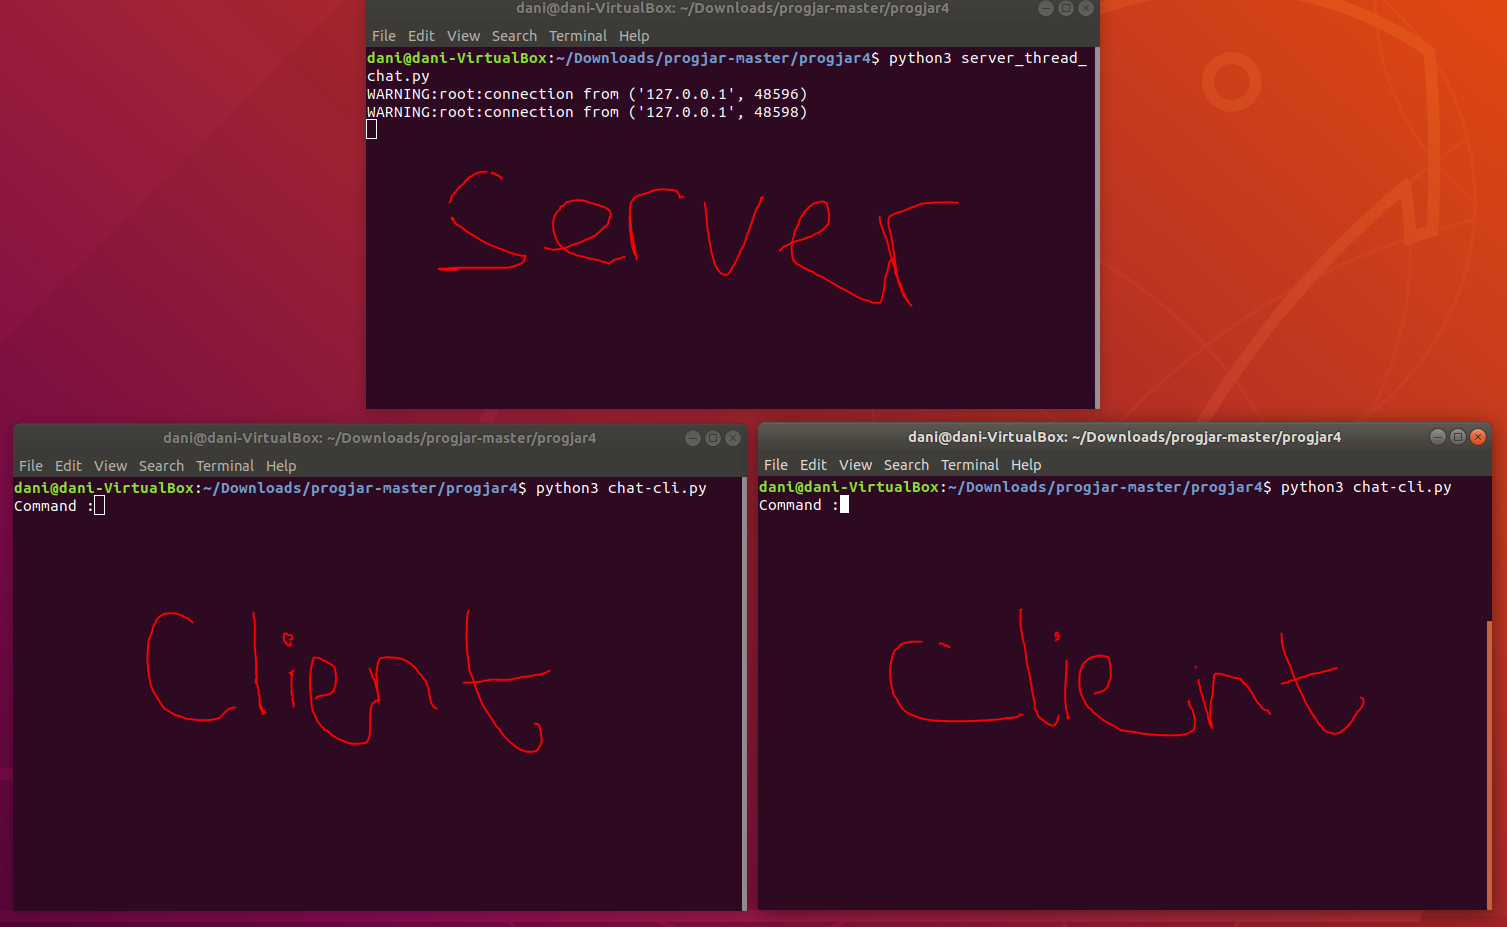 dani@dani-VirtualBox: ~/Downloads/progjar-master/progjar4
File Edit View Search Terminal Help
dani@dani-VirtualBox:~/Downloads/progjar-master/progjar4$ python3 server_thread_
chat.py
WARNING:root:connection from ('127.0.0.1', 48596)
WARNING:root:connection from ('127.0.0.1', 48598)
Server
dani@dani-VirtualBox: ~/Downloads/progjar-master/progjar4
File Edit View Search Terminal Help
dani@dani-VirtualBox:~/Downloads/progjar-master/progjar4$ python3 chat-cli.py
Command :
Client
dani@dani-VirtualBox: ~/Downloads/progjar-master/progjar4
File Edit View Search Terminal Help
dani@dani-VirtualBox:~/Downloads/progjar-master/progjar4$ python3 chat-cli.py
Command :
Client